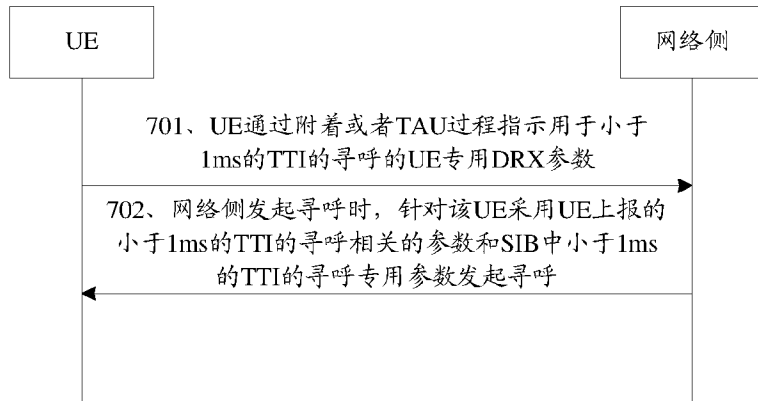 UE
网络侧
701、UE通过附着或者TAU过程指示用于小于
1ms的TTI的寻呼的UE专用DRX参数
702、网络侧发起寻呼时，针对该UE采用UE上报的
小于1ms的TTI的寻呼相关的参数和SIB中小于1ms
的TTI的寻呼专用参数发起寻呼